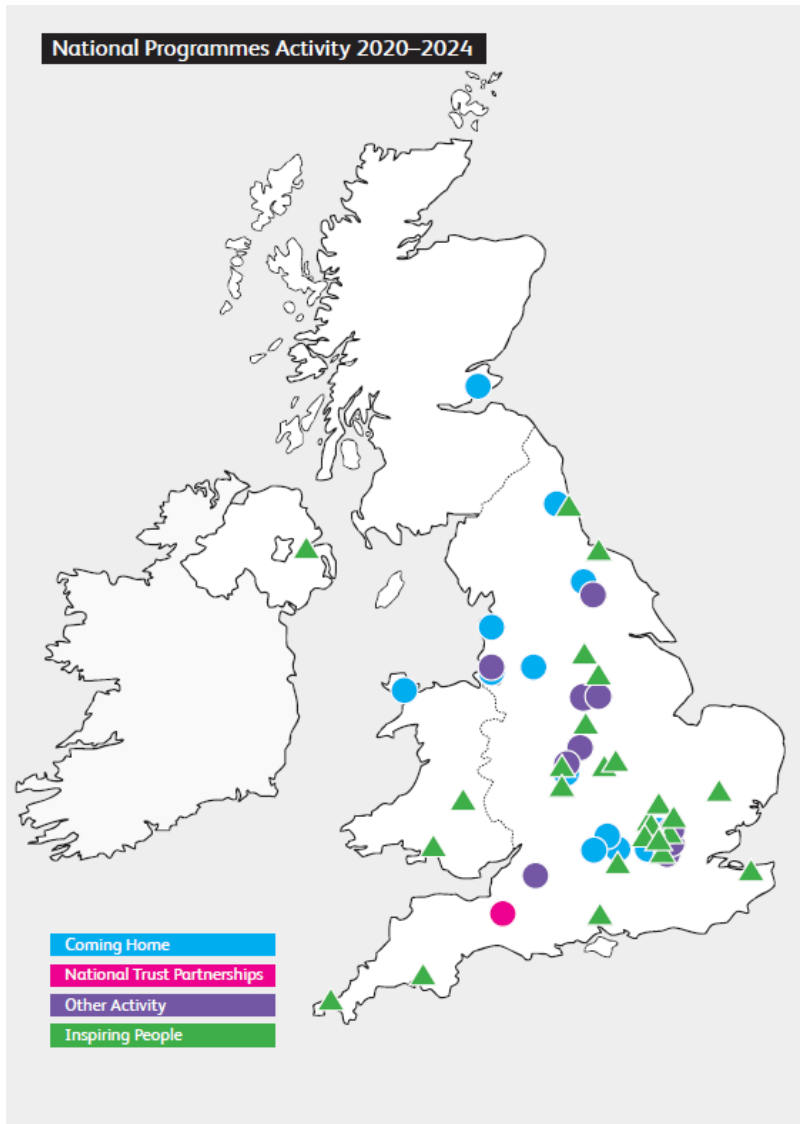 National Programmes Activity 2020–2024
Coming Home
National Trust Partnerships
Other Activity
Inspiring People